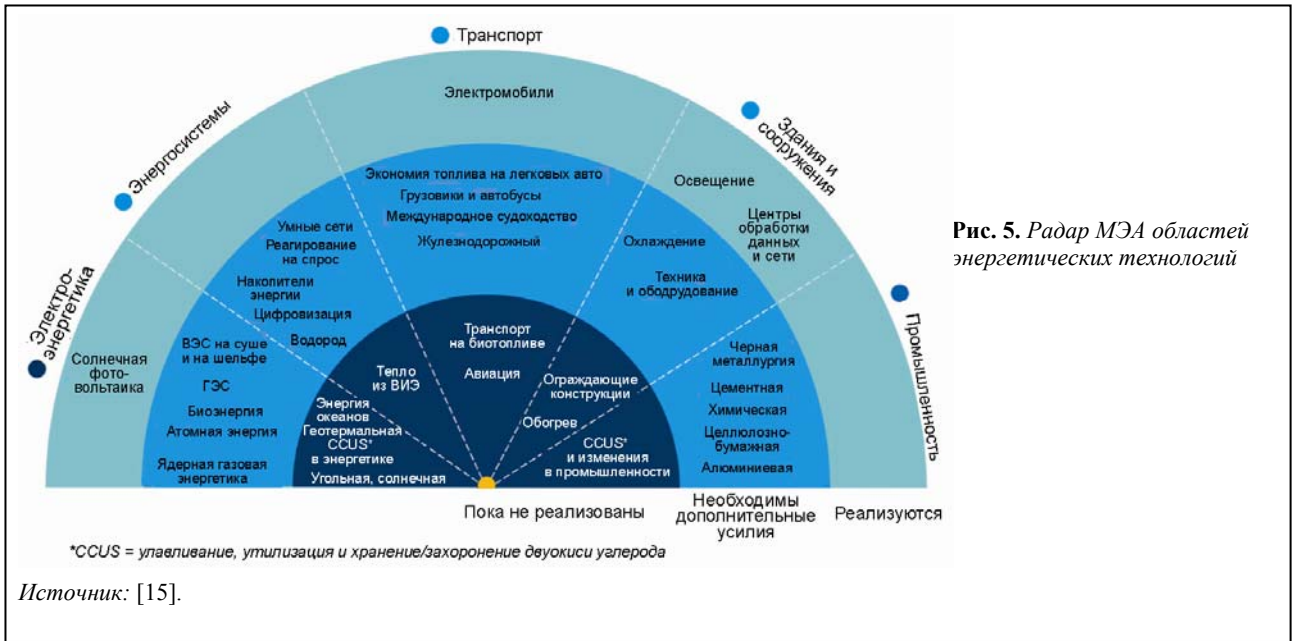 Транспорт
Электромобили
Энергосистемы
Здания и
сооружения
Экономия топлива на легковых авто
Грузовики и автобусы
Международное судоходство
Железнодорожный
Освещение
Центры
обработки
данных
и сети
Умные сети
Реагирование
на спрос
Накопители
энергии
Цифровизация
Водород
Охлаждение
Техника
и ободрудование
Рис. 5. Радар МЭА областей
энергетических технологий
Электро-
энергетика
Солнечная
фото-
вольтаика
ВЭС на суше
и на шельфе
ГЭС
Биоэнергия
Атомная энергия
Ядерная газовая
энергетика
Тепло
из ВИЭ
Энергия
океанов
Геотермальная
CCUS*
в энергетике
Угольная, солнечная
Транспорт
на биотопливе
Авиация
Ограждающие
конструкции
Обогрев
CCUS*
и изменения
в промышленности
Черная
металлургия
Цементная
Химическая
Целлюлозно-
бумажная
Алюминиевая
Промышленность
Пока не реализованы
Необходимы
дополнительные
усилия
Реализуются
*CCUS = улавливание, утилизация и хранение/захоронение двуокиси углерода
Источник: [15].